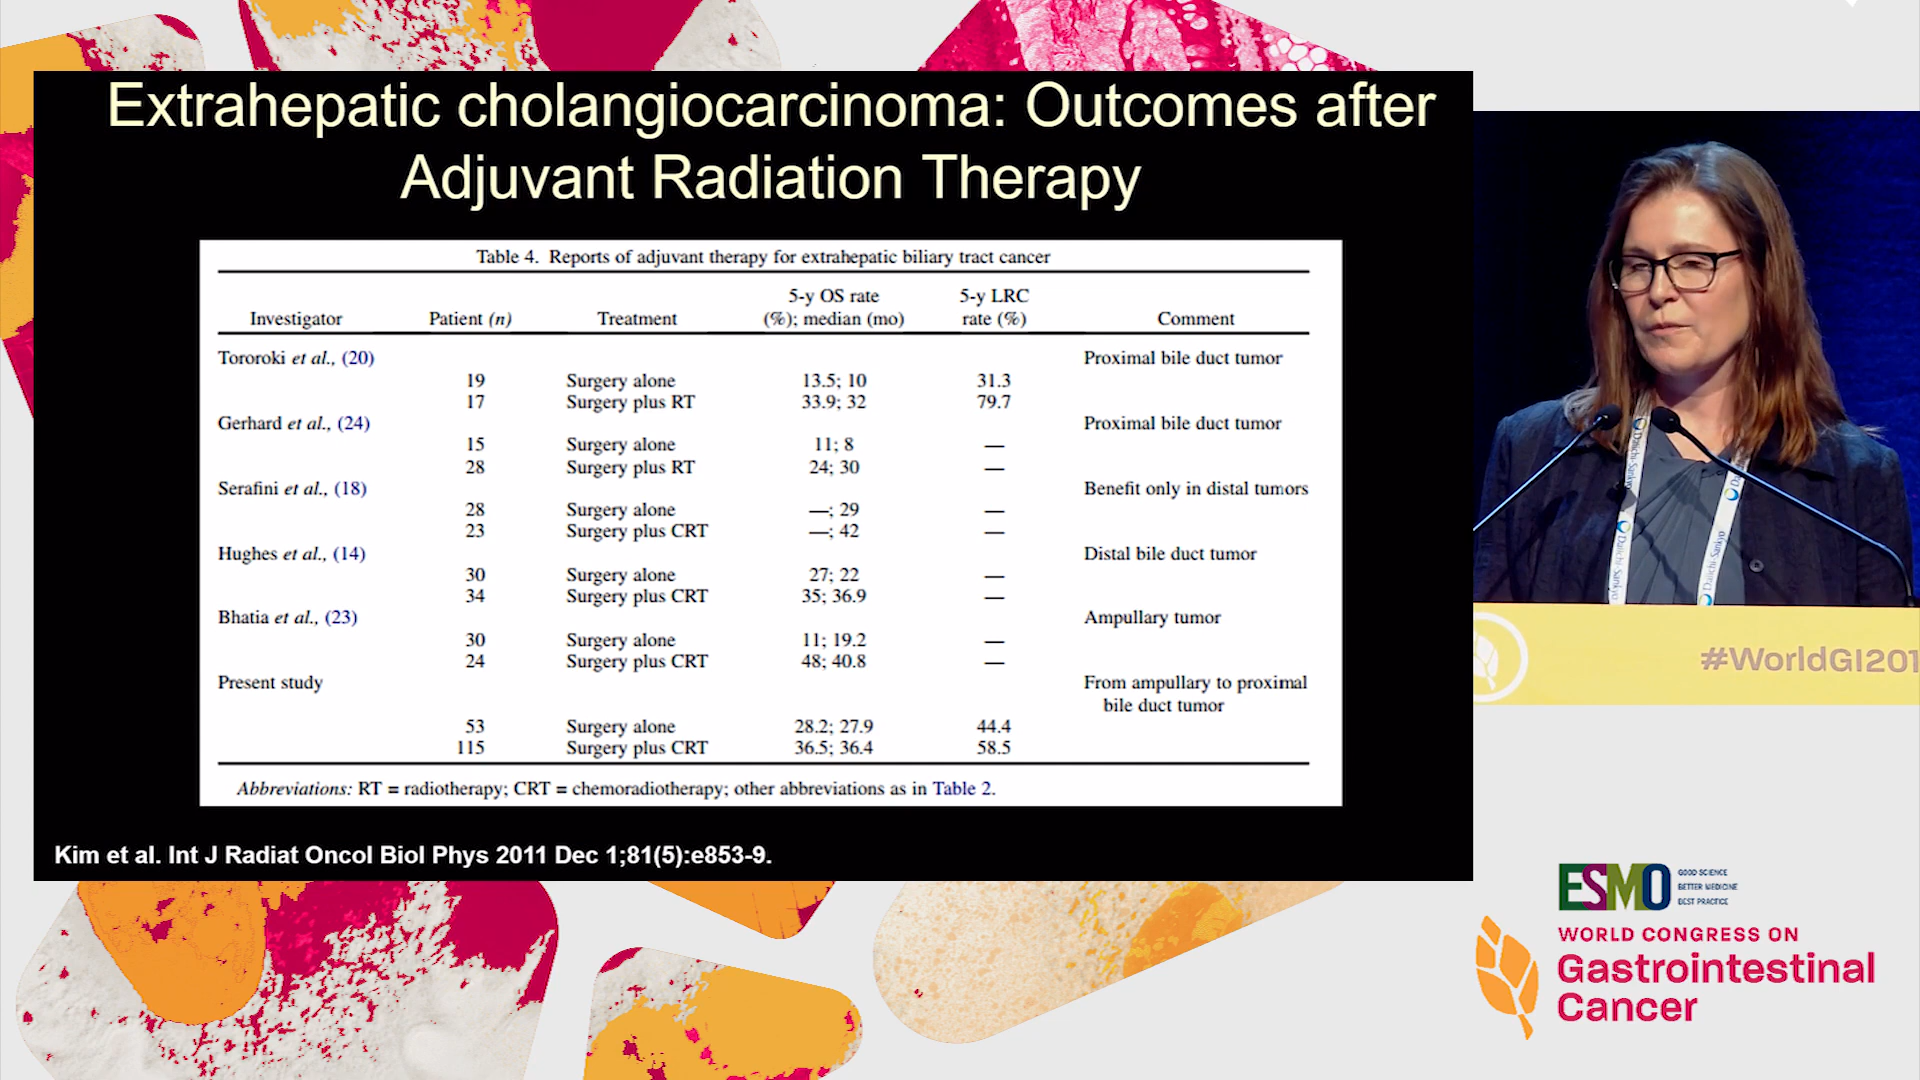 Extrahepatic cholangiocarcinoma: Outcomes after
Adjuvant Radiation Therapy
Table 4. Reports of adjuvant therapy for extrahepatic biliary tract cancer
Investigator Patient (n) Treatment 5-y OS rate (%); median (mo) 5-y LRC rate (%) Comment
Tororoki et al., (20) Proximal bile duct tumor
19 Surgery alone 13.5; 10 31.3
17 Surgery plus RT 33.9; 32 79.7
Gerhard et al., (24) Proximal bile duct tumor
15 Surgery alone 11; 8 —
28 Surgery plus RT 24; 30 —
Serafini et al., (18) Benefit only in distal tumors
28 Surgery alone —; 29 —
23 Surgery plus CRT —; 42 —
Hughes et al., (14) Distal bile duct tumor
30 Surgery alone 27; 22 —
34 Surgery plus CRT 35; 36.9 —
Bhatia et al., (23) Ampullary tumor
30 Surgery alone 11; 19.2 —
24 Surgery plus CRT 48; 40.8 —
Present study From ampullary to proximal
bile duct tumor
53 Surgery alone 28.2; 27.9 44.4
115 Surgery plus CRT 36.5; 36.4 58.5
Abbreviations: RT = radiotherapy; CRT = chemoradiotherapy; other abbreviations as in Table 2.
Kim et al. Int J Radiat Oncol Biol Phys 2011 Dec 1;81(5):e853-9.
Daiichi-Sankyo
Daiichi-Sankyo
#WorldGI201
ESMO
GOOD SCIENCE
BETTER MEDICINE
BEST PRACTICE
WORLD CONGRESS ON
Gastrointestinal
Cancer